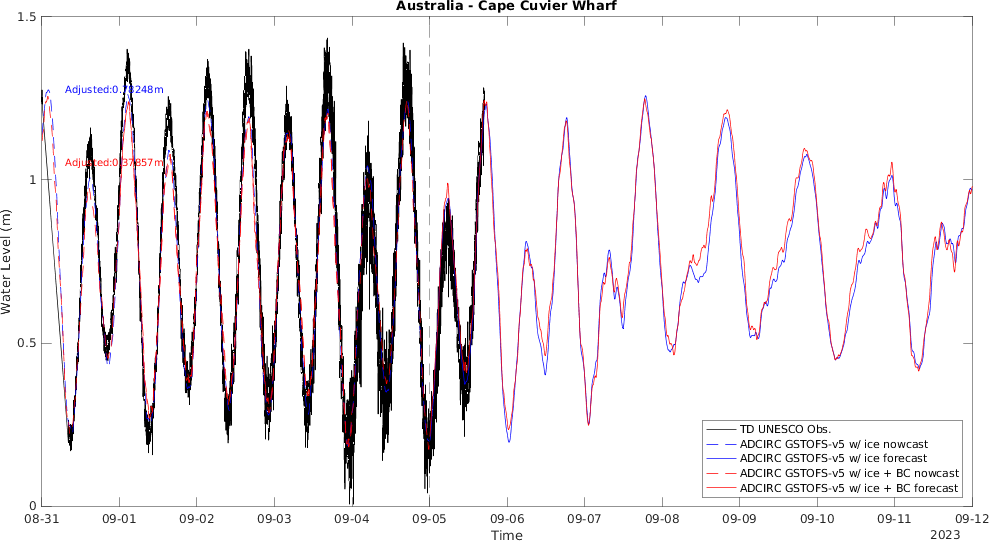 Australia - Cape Cuvier Wharf
1.5
Adjusted:0.78248m
Adjusted:0.37857m
1
0.5
0
Water Level (m)
TD UNESCO Obs.
ADCIRC GSTOFS-v5 w/ ice nowcast
ADCIRC GSTOFS-v5 w/ ice forecast
ADCIRC GSTOFS-v5 w/ ice + BC nowcast
ADCIRC GSTOFS-v5 w/ ice + BC forecast
08-31 09-01 09-02 09-03 09-04 09-05 09-06 09-07 09-08 09-09 09-10 09-11 09-12
Time
2023